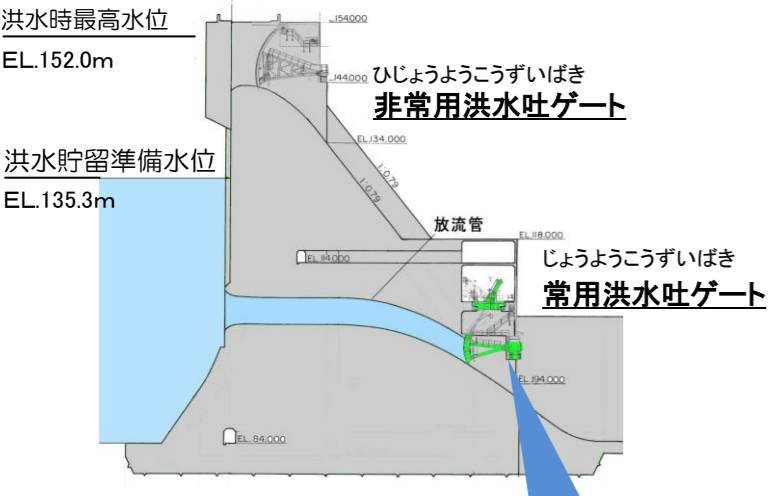 洪水時最高水位
EL.152.0m
154.000
144.000
ひじょうようこうずいばき
非常用洪水吐ゲート
EL.134.000
洪水貯留準備水位
EL.135.3m
1:0.79
1:0.79
放流管
EL.118.000
EL.114.000
じょうようこうずいばき
常用洪水吐ゲート
EL.94.000
EL.84.000